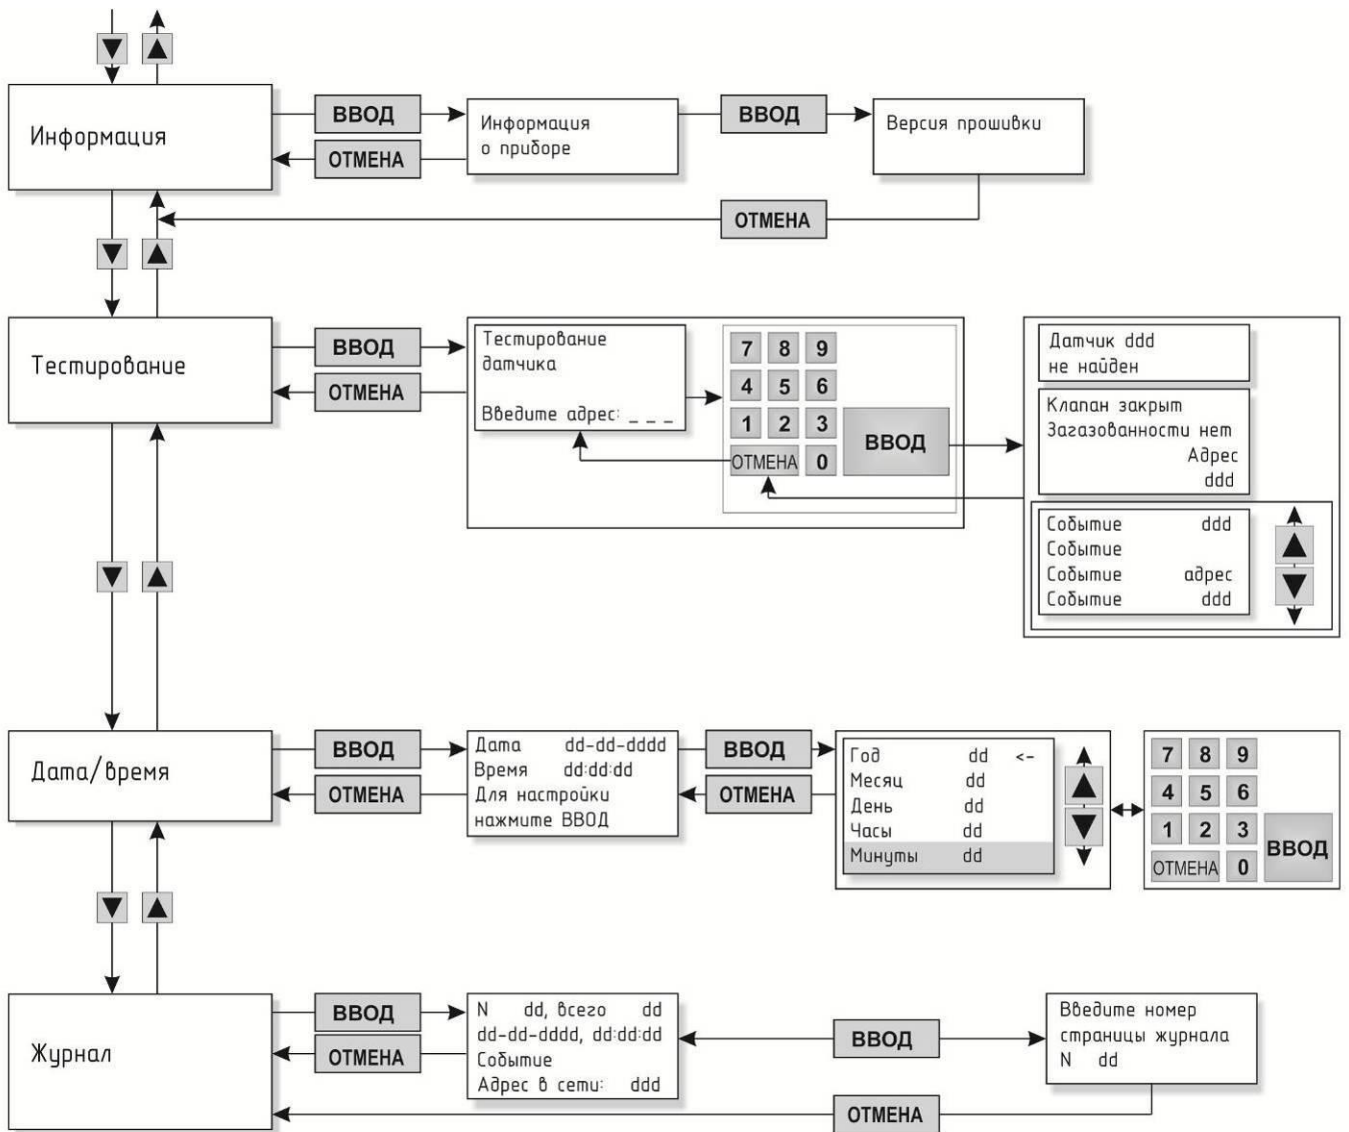 Информация
ВВОД
ОТМЕНА
Информация
о приборе
ВВОД
Версия прошивки
ОТМЕНА
Тестирование
ВВОД
ОТМЕНА
Тестирование
датчика
Введите адрес: _ _ _
7 8 9
4 5 6
1 2 3
ОТМЕНА 0
ВВОД
Датчик ddd
не найден
Клапан закрыт
Загазованности нет
Адрес
ddd
Событие ddd
Событие
Событие адрес
Событие ddd
Дата/время
ВВОД
ОТМЕНА
Дата dd-dd-dddd
Время dd:dd:dd
Для настройки
нажмите ВВОД
ВВОД
ОТМЕНА
Год dd <-
Месяц dd
День dd
Часы dd
Минуты dd
7 8 9
4 5 6
1 2 3
ОТМЕНА 0
ВВОД
Журнал
ВВОД
ОТМЕНА
N dd, всего dd
dd-dd-dddd, dd:dd:dd
Событие
Адрес в сети: ddd
ВВОД
Введите номер
страницы журнала
N dd
ОТМЕНА